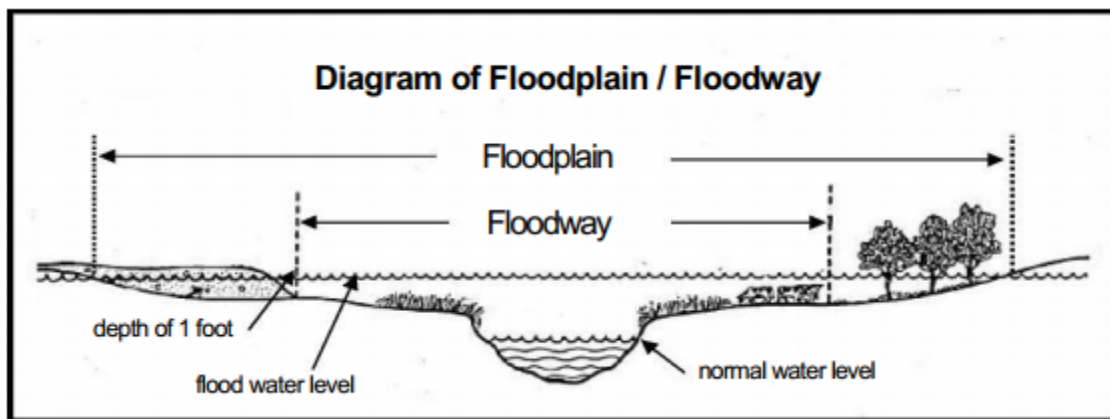 Diagram of Floodplain / Floodway
Floodplain
Floodway
depth of 1 foot
flood water level
normal water level